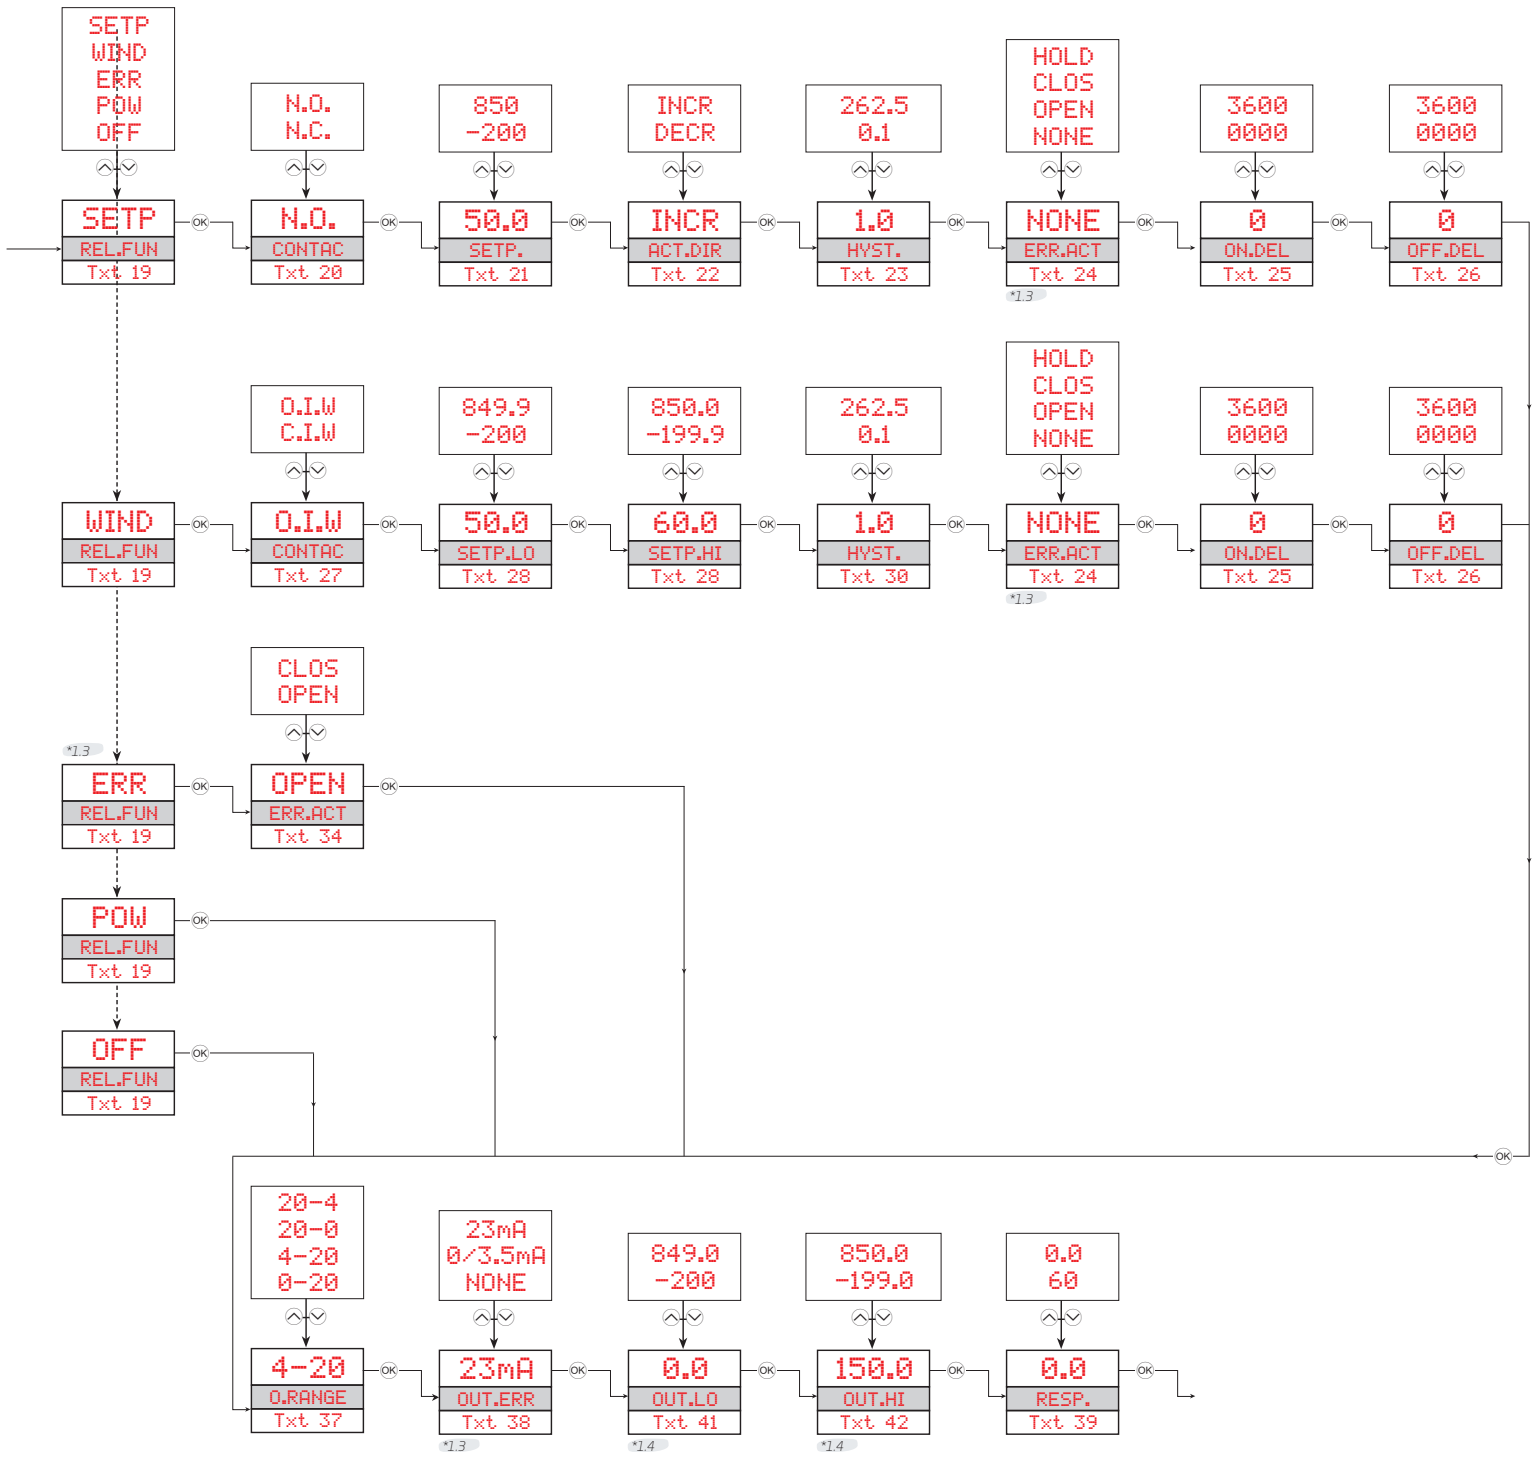 SETP
WIND
ERR
POW
OFF
N.O.
N.C.
850
-200
INCR
DECR
262.5
0.1
HOLD
CLOS
OPEN
NONE
3600
0000
3600
0000
SETP
REL.FUN
Txt 19
OK
N.O.
CONTAC
Txt 20
OK
50.0
SETP.
Txt 21
OK
INCR
ACT.DIR
Txt 22
OK
1.0
HYST.
Txt 23
OK
NONE
ERR.ACT
Txt 24
*1.3
OK
0
ON.DEL
Txt 25
OK
0
OFF.DEL
Txt 26
O.I.W
C.I.W
849.9
-200
850.0
-199.9
262.5
0.1
HOLD
CLOS
OPEN
NONE
3600
0000
3600
0000
WIND
REL.FUN
Txt 19
OK
O.I.W
CONTAC
Txt 27
OK
50.0
SETP.LO
Txt 28
OK
60.0
SETP.HI
Txt 28
OK
1.0
HYST.
Txt 30
OK
NONE
ERR.ACT
Txt 24
*1.3
OK
0
ON.DEL
Txt 25
OK
0
OFF.DEL
Txt 26
CLOS
OPEN
*1.3
ERR
REL.FUN
Txt 19
OK
OPEN
ERR.ACT
Txt 34
OK
POW
REL.FUN
Txt 19
OK
OFF
REL.FUN
Txt 19
OK
OK
20-4
20-0
4-20
0-20
23mA
0/3.5mA
NONE
849.0
-200
850.0
-199.0
0.0
60
4-20
O.RANGE
Txt 37
OK
23mA
OUT.ERR
Txt 38
*1.3
OK
0.0
OUT.LO
Txt 41
*1.4
OK
150.0
OUT.HI
Txt 42
*1.4
OK
0.0
RESP.
Txt 39
OK